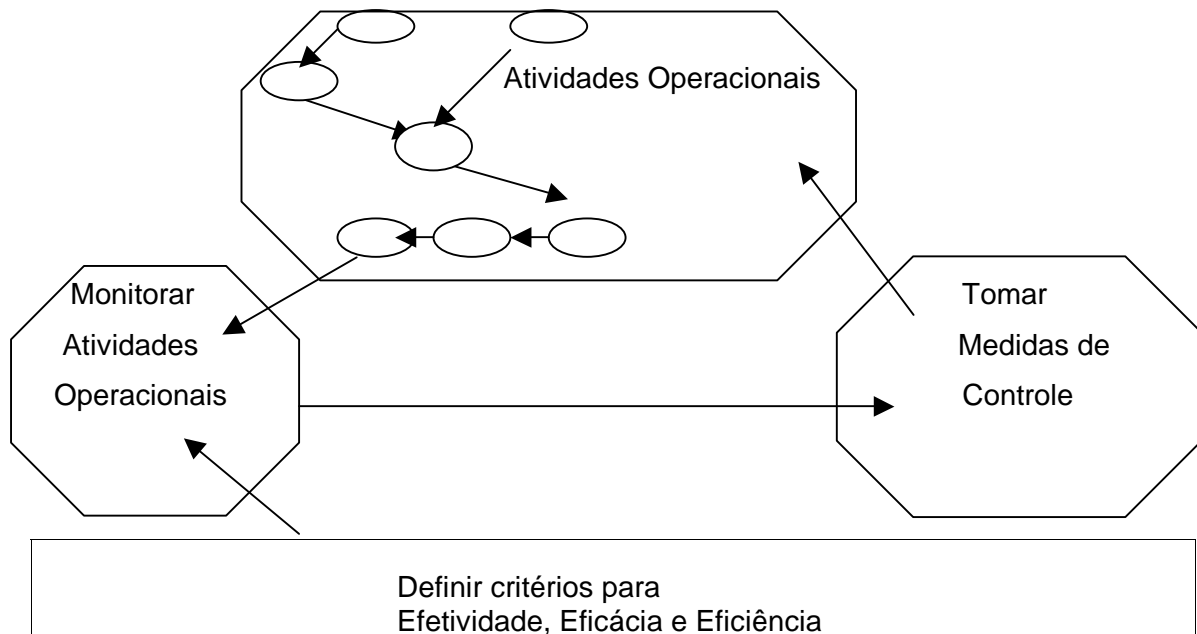 Atividades Operacionais
Monitorar
Atividades
Operacionais
Tomar
Medidas de
Controle
Definir critérios para
Efetividade, Eficácia e Eficiência